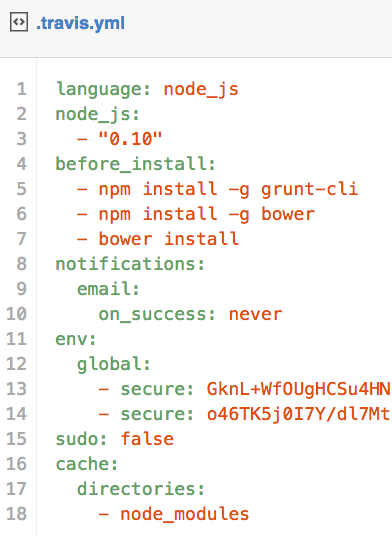 .travis.yml
1 language: node_js
2 node_js:
3   - "0.10"
4 before_install:
5   - npm install -g grunt-cli
6   - npm install -g bower
7   - bower install
8 notifications:
9   email:
10     on_success: never
11 env:
12   global:
13     - secure: GknL+WfOUgHCSu4HN
14     - secure: o46TK5j0I7Y/dl7Mt
15 sudo: false
16 cache:
17   directories:
18     - node_modules